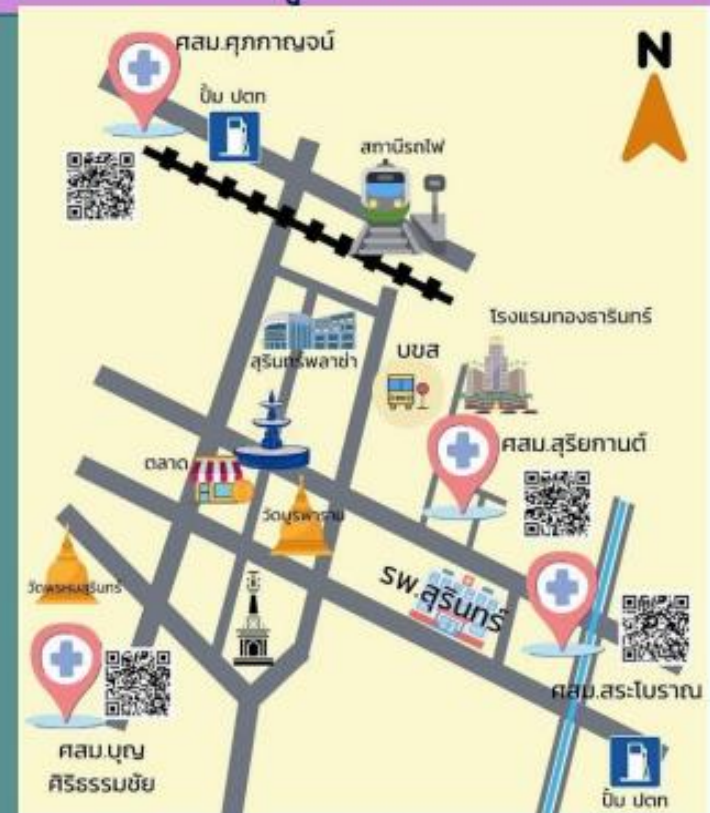 ศสม.ศุภกาญจน์
N
ปั้ม ปตท
สถานีรถไฟ
โรงแรมทองธารินทร์
บขส
สุรินทร์พลาซ่า
ศสม.สุริยกานต์
ตลาด
วัดบูรพาราม
รพ.สุรินทร์
วัดพรหมสุรินทร์
ศสม.สระโบราณ
ศสม.บุญ
ศิริธรรมชัย
ปั้ม ปตท